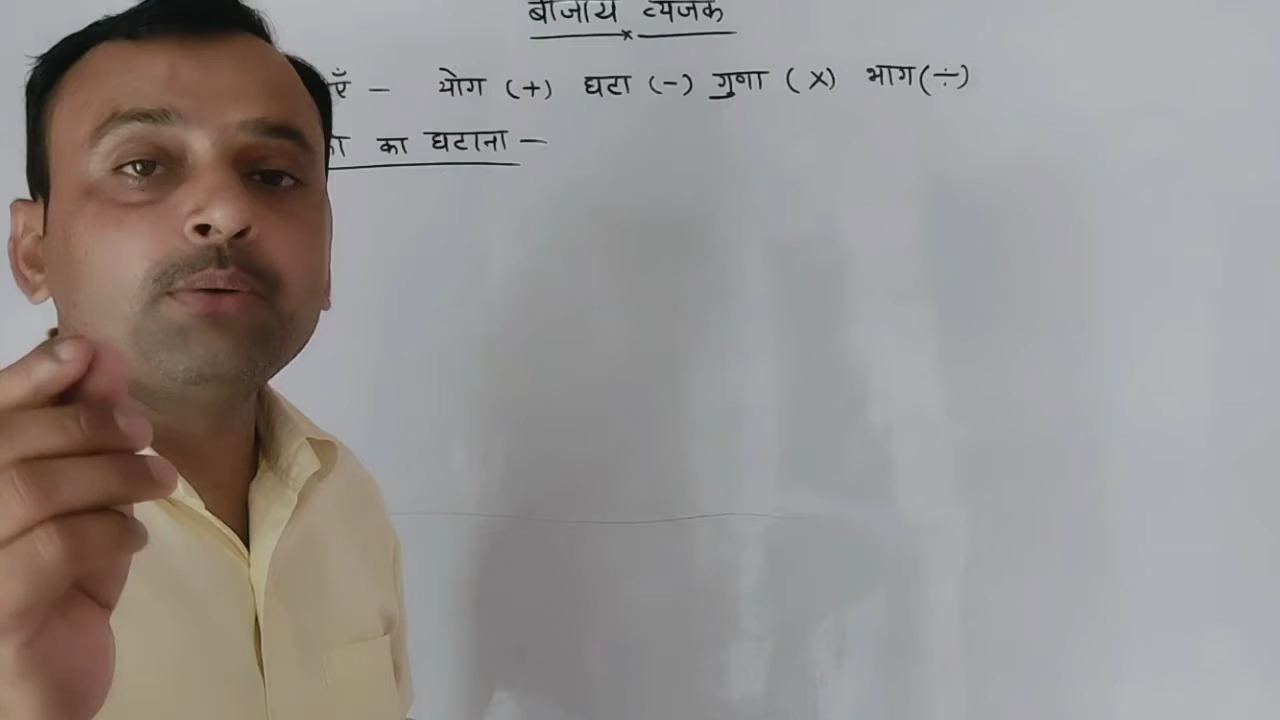 बीजीय व्यंजक
योग (+) घटा (-) गुणा (×) भाग (÷)
का घटाना -